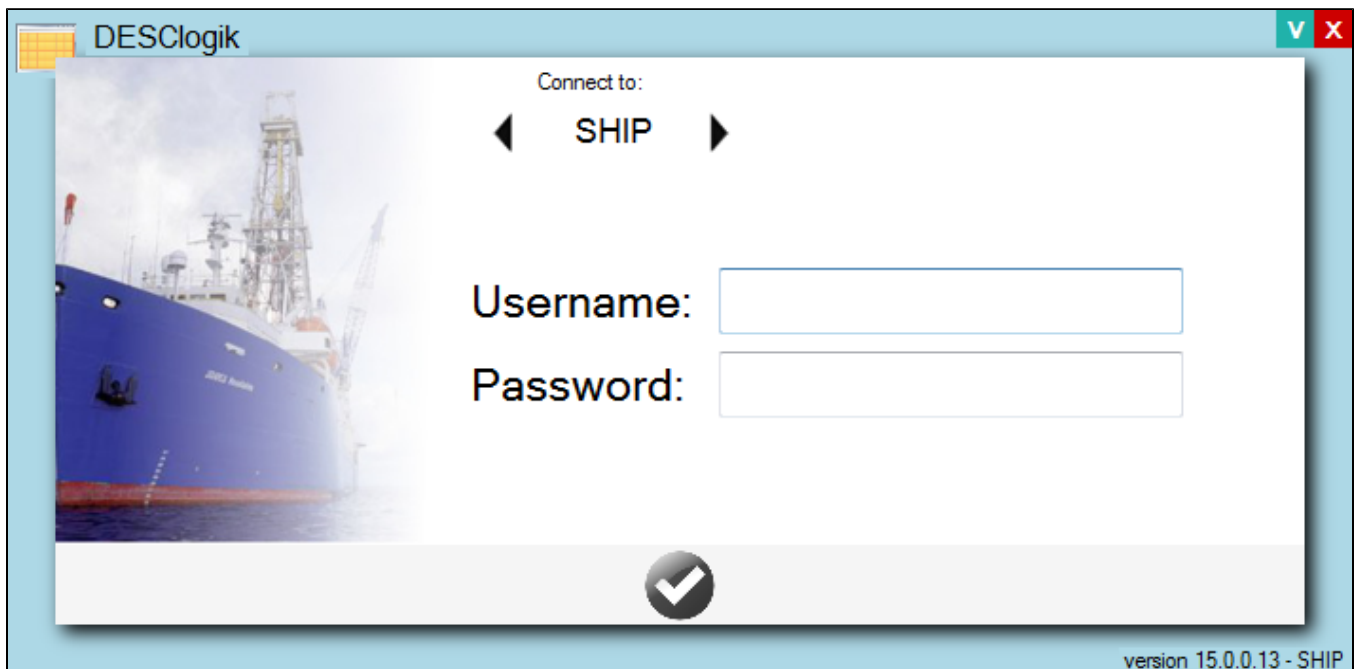 DESClogik
V X
Connect to:
SHIP
Username:
Password:
version 15.0.0.13 - SHIP